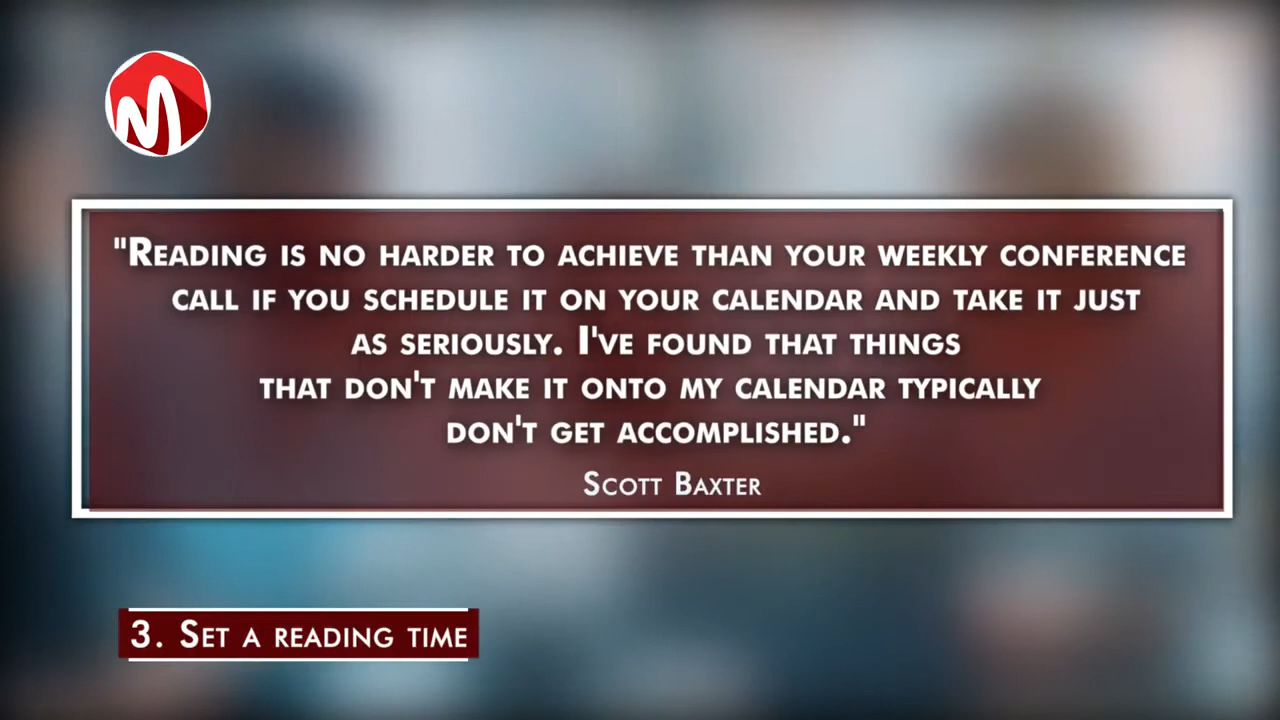 "Reading is no harder to achieve than your weekly conference
call if you schedule it on your calendar and take it just
as seriously. I've found that things
that don't make it onto my calendar typically
don't get accomplished."
Scott Baxter
3. Set a reading time